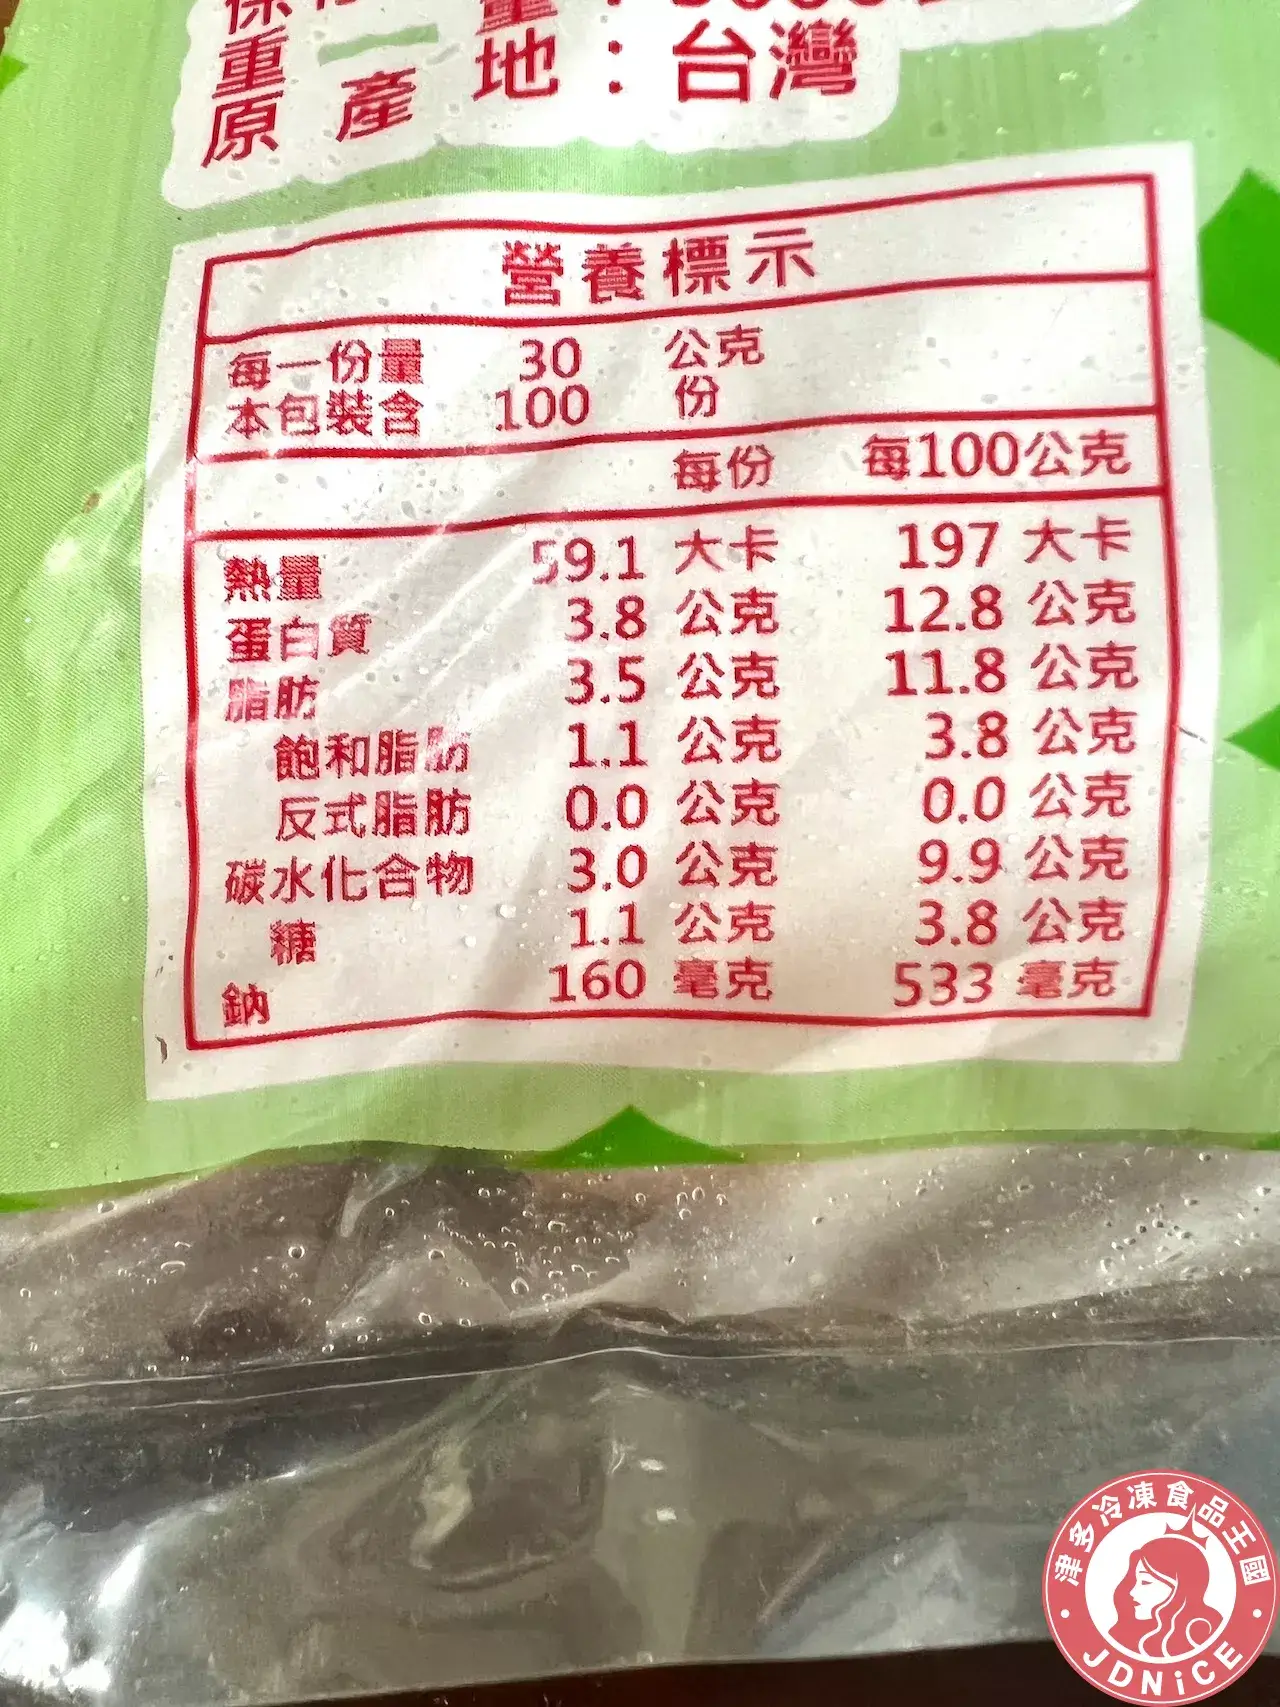 重量：3000
原產地：台灣
營養標示
每一份量 30 公克
本包裝含 100 份
每份 每100公克
熱量 59.1 大卡 197 大卡
蛋白質 3.8 公克 12.8 公克
脂肪 3.5 公克 11.8 公克
飽和脂肪 1.1 公克 3.8 公克
反式脂肪 0.0 公克 0.0 公克
碳水化合物 3.0 公克 9.9 公克
糖 1.1 公克 3.8 公克
鈉 160 毫克 533 毫克
津多冷凍食品王國
JDNiCE